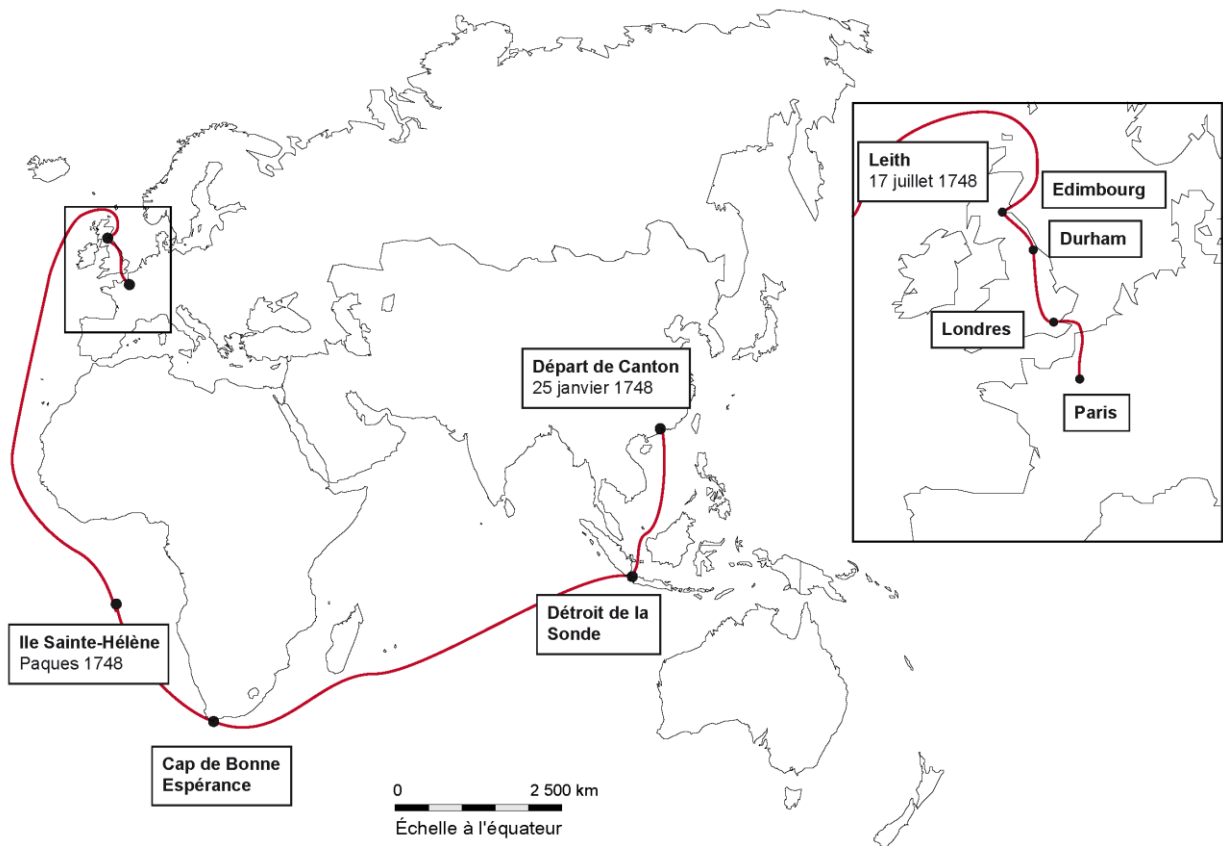 Leith
17 juillet 1748
Edimbourg
Durham
Londres
Paris
Départ de Canton
25 janvier 1748
Détroit de la
Sonde
Ile Sainte-Hélène
Paques 1748
Cap de Bonne
Espérance
0 2 500 km
Échelle à l'équateur